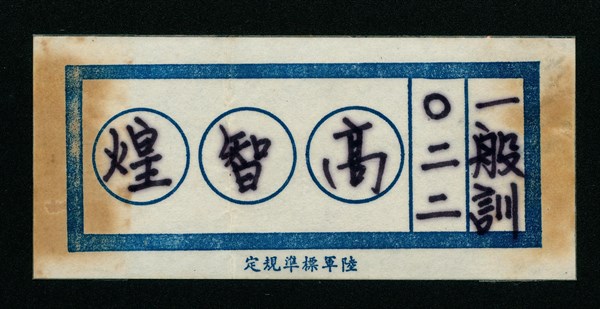 一般訓
〇二二
高智煌
陸軍標準規定